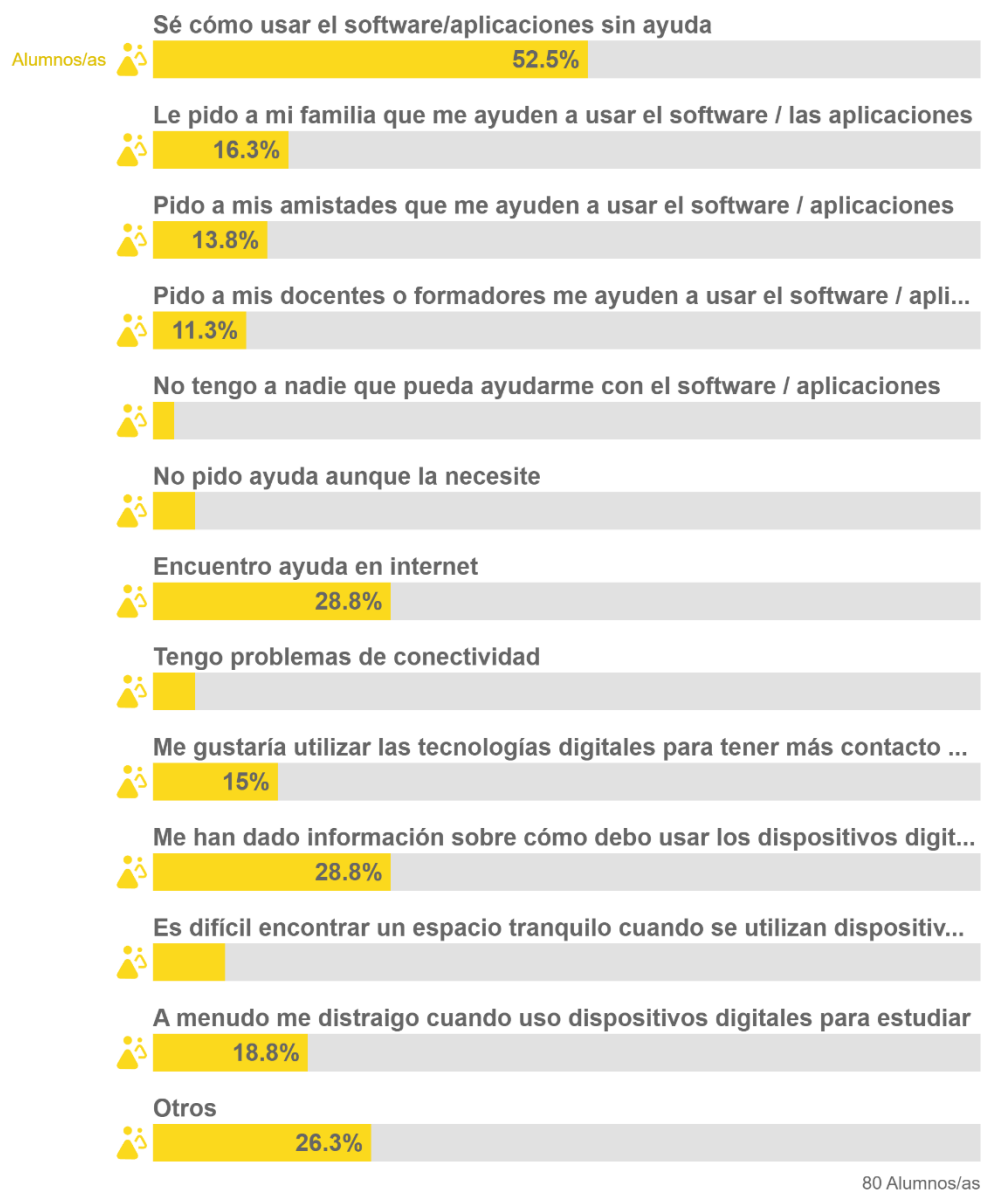 Sé cómo usar el software/aplicaciones sin ayuda
Alumnos/as
52.5%
Le pido a mi familia que me ayuden a usar el software / las aplicaciones
16.3%
Pido a mis amistades que me ayuden a usar el software / aplicaciones
13.8%
Pido a mis docentes o formadores me ayuden a usar el software / apli...
11.3%
No tengo a nadie que pueda ayudarme con el software / aplicaciones
No pido ayuda aunque la necesite
Encuentro ayuda en internet
28.8%
Tengo problemas de conectividad
Me gustaría utilizar las tecnologías digitales para tener más contacto ...
15%
Me han dado información sobre cómo debo usar los dispositivos digit...
28.8%
Es difícil encontrar un espacio tranquilo cuando se utilizan dispositiv...
A menudo me distraigo cuando uso dispositivos digitales para estudiar
18.8%
Otros
26.3%
80 Alumnos/as